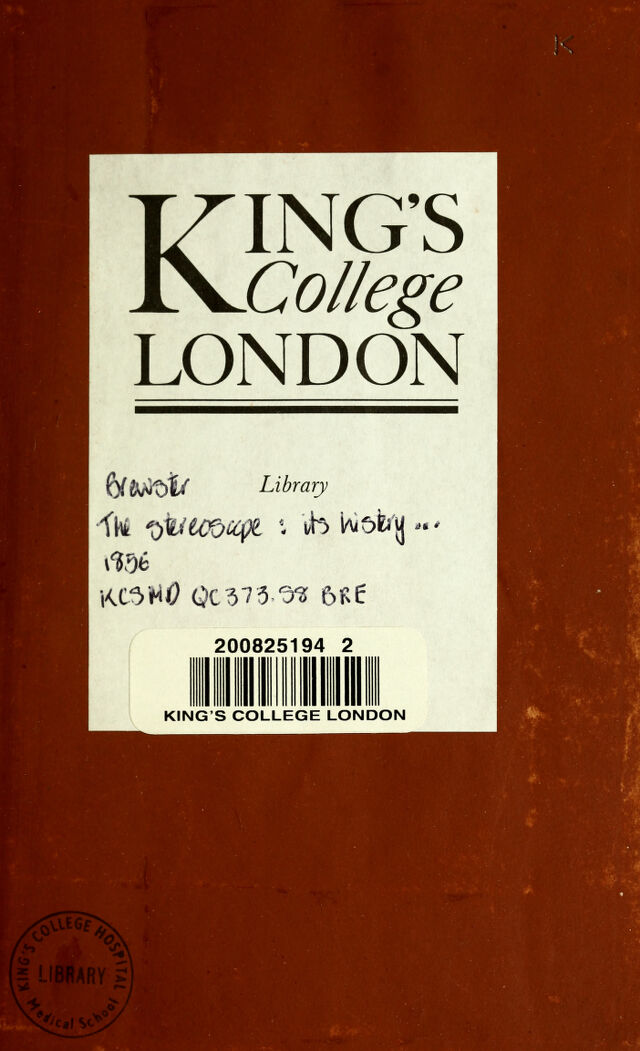 K
KING'S
College
LONDON
Brewster Library
The stereoscope : its history ...
1856
KCSMD QC373.S8 BRE
200825194 2
KING'S COLLEGE LONDON
KING'S COLLEGE HOSPITAL
LIBRARY
Medical School